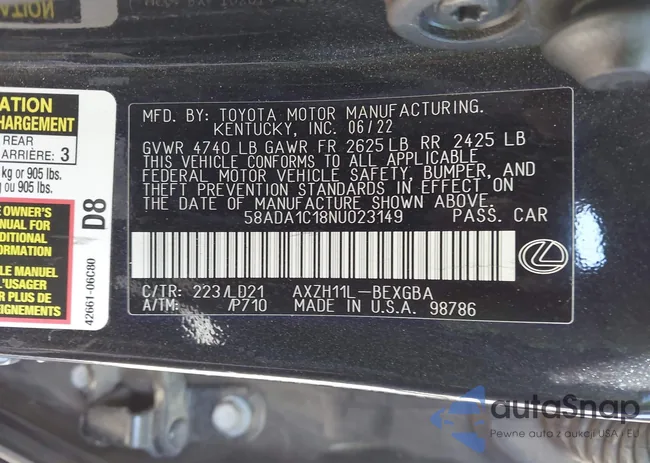 ATION
CHARGEMENT
REAR
ARRIÈRE: 3
kg or 905 lbs.
ou 905 lbs.
E OWNER'S
NUAL FOR
DDITIONAL
ORMATION
LE MANUEL
L'USAGER
US DE
IGNEMENTS
D8
42661-06C80
MFD. BY: TOYOTA MOTOR MANUFACTURING.
KENTUCKY, INC. 06/22
GVWR 4740 LB GAWR FR 2625 LB RR 2425 LB
THIS VEHICLE CONFORMS TO ALL APPLICABLE
FEDERAL MOTOR VEHICLE SAFETY, BUMPER, AND
THEFT PREVENTION STANDARDS IN EFFECT ON
THE DATE OF MANUFACTURE SHOWN ABOVE.
58ADA1C18NU023149 PASS. CAR
C/TR: 223/LD21 AXZH11L-BEXGBA
A/TM: /P710 MADE IN U.S.A. 98786
autoSnap
Pewne auto z aukcji USA - EU